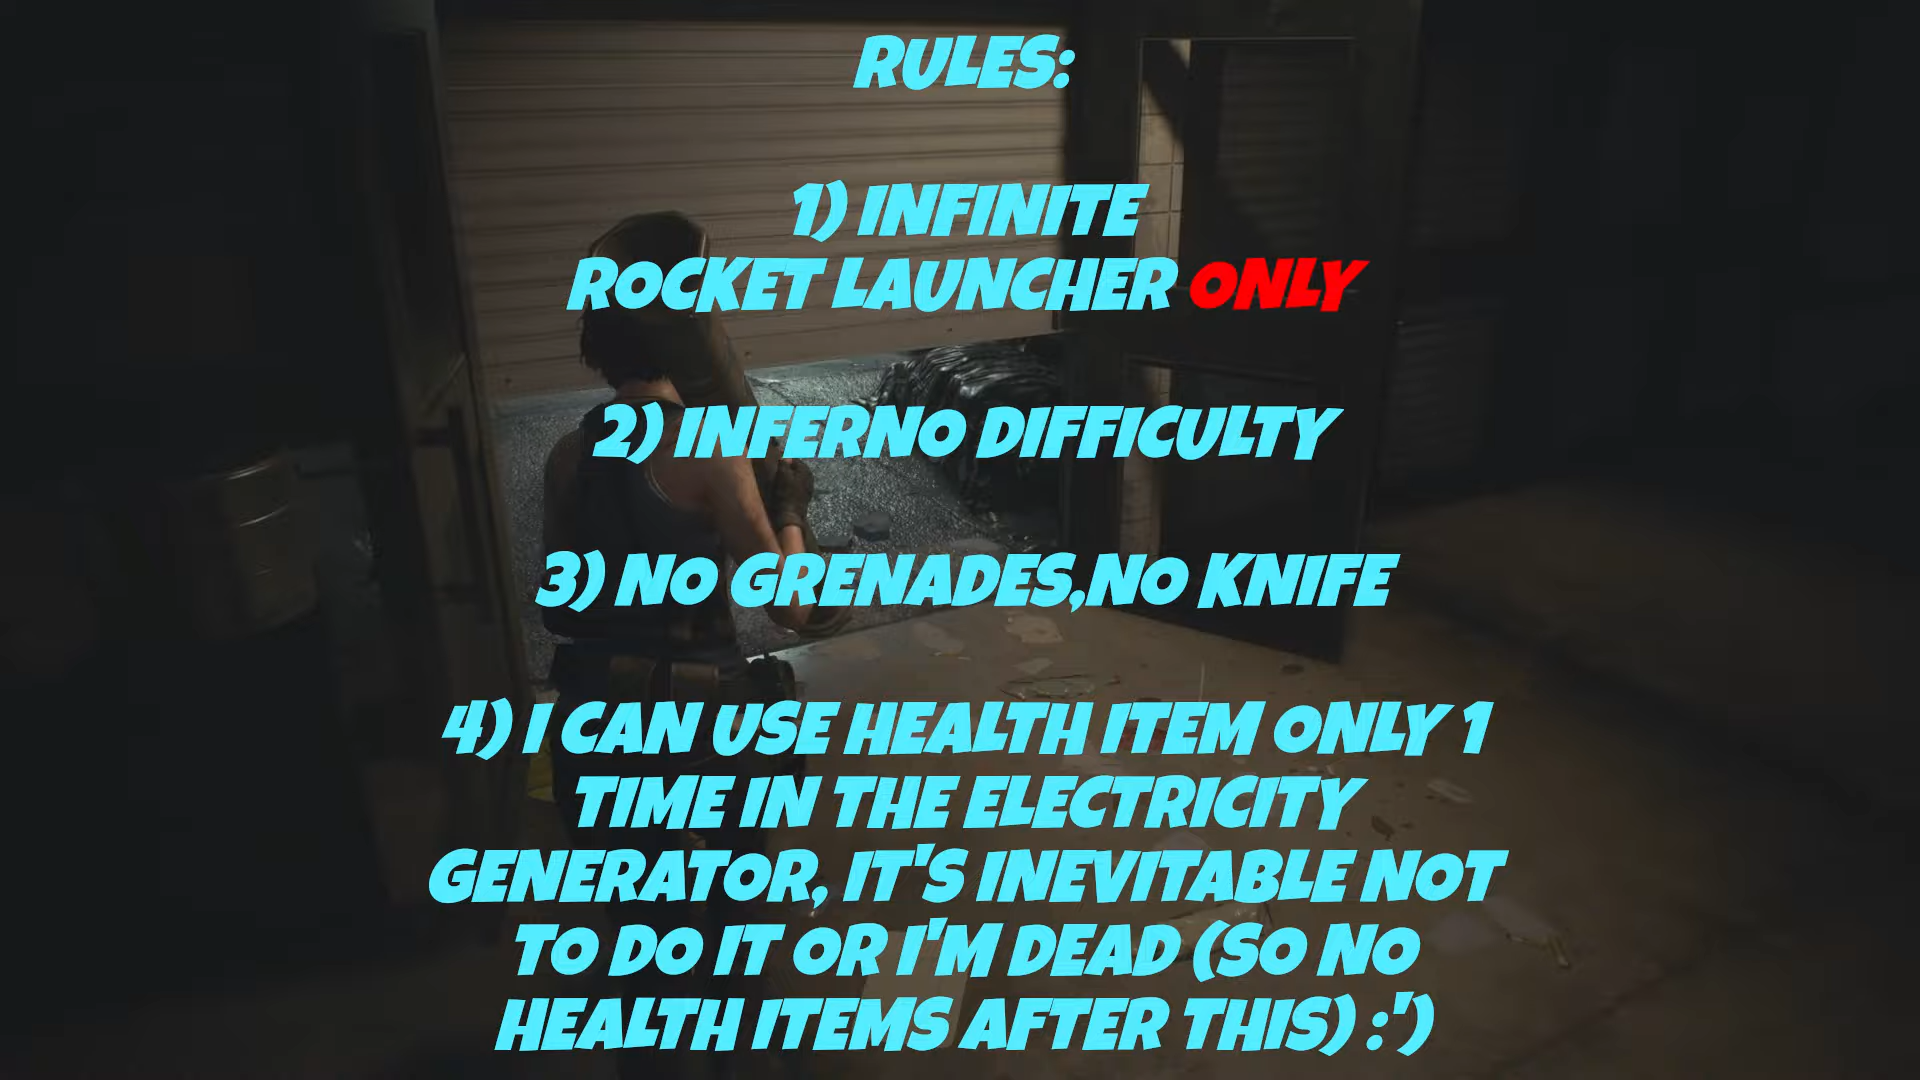 RULES:
1) INFINITE
ROCKET LAUNCHER ONLY
2) INFERNO DIFFICULTY
3) NO GRENADES,NO KNIFE
4) I CAN USE HEALTH ITEM ONLY 1
TIME IN THE ELECTRICITY
GENERATOR, IT'S INEVITABLE NOT
TO DO IT OR I'M DEAD (SO NO
HEALTH ITEMS AFTER THIS) :')